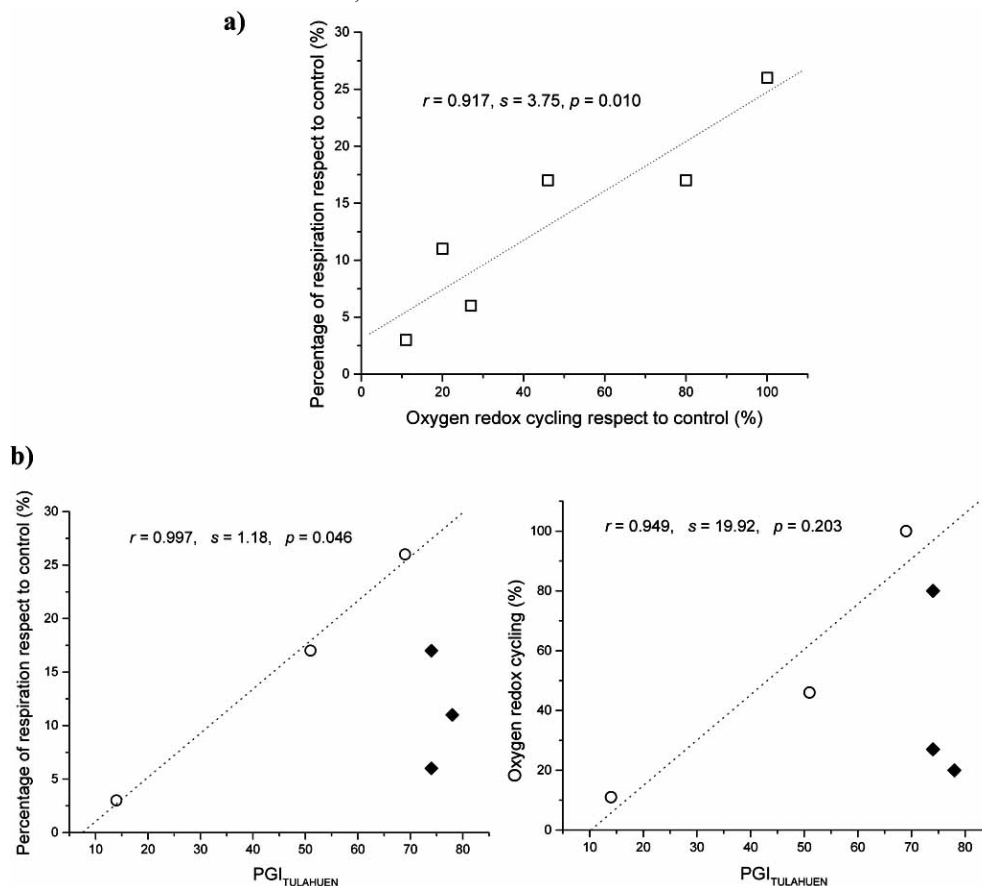 a)
Percentage of respiration respect to control (%)
30
25
20
15
10
5
0
r = 0.917, s = 3.75, p = 0.010
0 20 40 60 80 100
Oxygen redox cycling respect to control (%)
b)
Percentage of respiration respect to control (%)
30
25
20
15
10
5
0
r = 0.997, s = 1.18, p = 0.046
10 20 30 40 50 60 70 80
PGI TULAHUEN
Oxygen redox cycling (%)
100
80
60
40
20
0
r = 0.949, s = 19.92, p = 0.203
10 20 30 40 50 60 70 80
PGI TULAHUEN